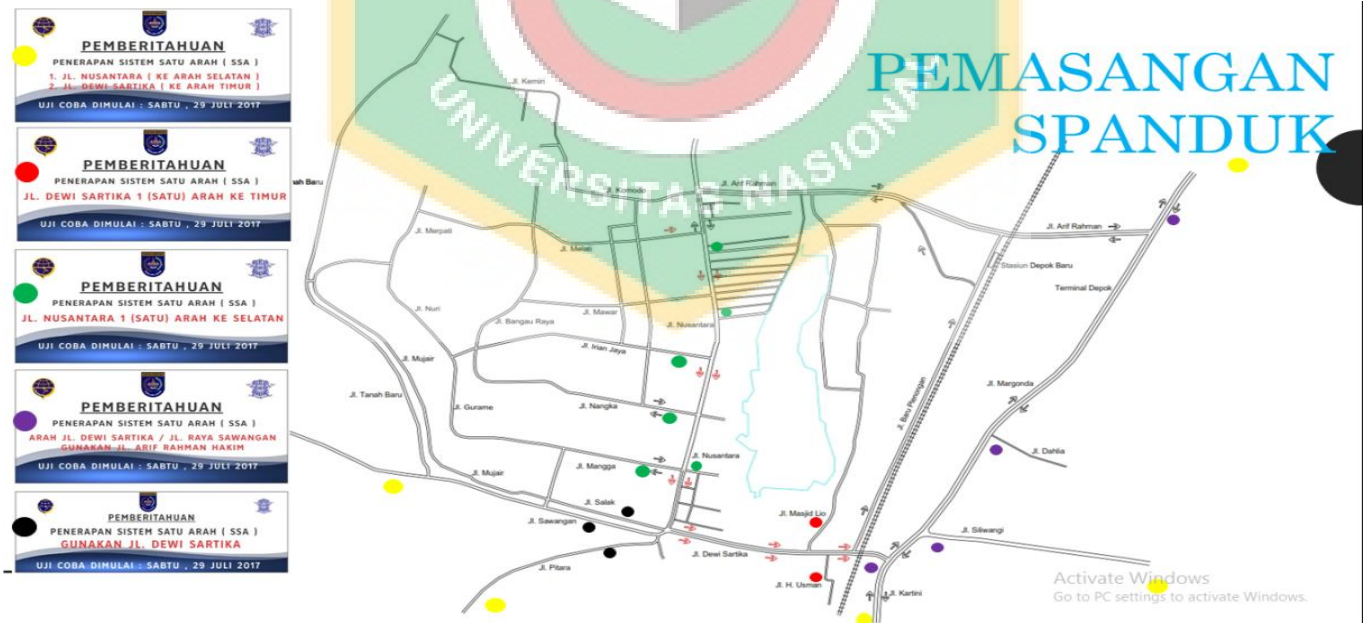 PEMBERITAHUAN
PENERAPAN SISTEM SATU ARAH ( SSA )
1. JL. NUSANTARA ( KE ARAH SELATAN )
2. JL. DEWI SARTIKA ( KE ARAH TIMUR )
UJI COBA DIMULAI : SABTU , 29 JULI 2017
PEMBERITAHUAN
PENERAPAN SISTEM SATU ARAH ( SSA )
JL. DEWI SARTIKA 1 (SATU) ARAH KE TIMUR
UJI COBA DIMULAI : SABTU , 29 JULI 2017
PEMBERITAHUAN
PENERAPAN SISTEM SATU ARAH ( SSA )
JL. NUSANTARA 1 (SATU) ARAH KE SELATAN
UJI COBA DIMULAI : SABTU , 29 JULI 2017
PEMBERITAHUAN
PENERAPAN SISTEM SATU ARAH ( SSA )
ARAH JL. DEWI SARTIKA / JL. RAYA SAWANGAN
GUNAKAN JL. ARIF RAHMAN HAKIM
UJI COBA DIMULAI : SABTU , 29 JULI 2017
PEMBERITAHUAN
PENERAPAN SISTEM SATU ARAH ( SSA )
GUNAKAN JL. DEWI SARTIKA
UJI COBA DIMULAI : SABTU , 29 JULI 2017
PEMASANGAN
SPANDUK
UNIVERSITAS NASIONAL
Jl. Kemiri
ah Baru
Jl. Komodo
Jl. Arif Rahman
Jl. Merpati
Jl. Melati
Jl. Arif Rahman
Stasiun Depok Baru
Terminal Depok
Jl. Nuri
Jl. Bangau Raya
Jl. Mawar
Jl. Nusantara
Jl. Irian Jaya
Jl. Mujair
Jl. Tanah Baru
Jl. Gurame
Jl. Nangka
Jl. Baru Plenongan
Jl. Margonda
Jl. Mujair
Jl. Mangga
Jl. Nusantara
Jl. Dahlia
Jl. Salak
Jl. Sawangan
Jl. Masjid Lio
Jl. Siliwangi
Jl. Pitara
Jl. Dewi Sartika
Jl. H. Usman
Jl. Kartini
Activate Windows
Go to PC settings to activate Windows.